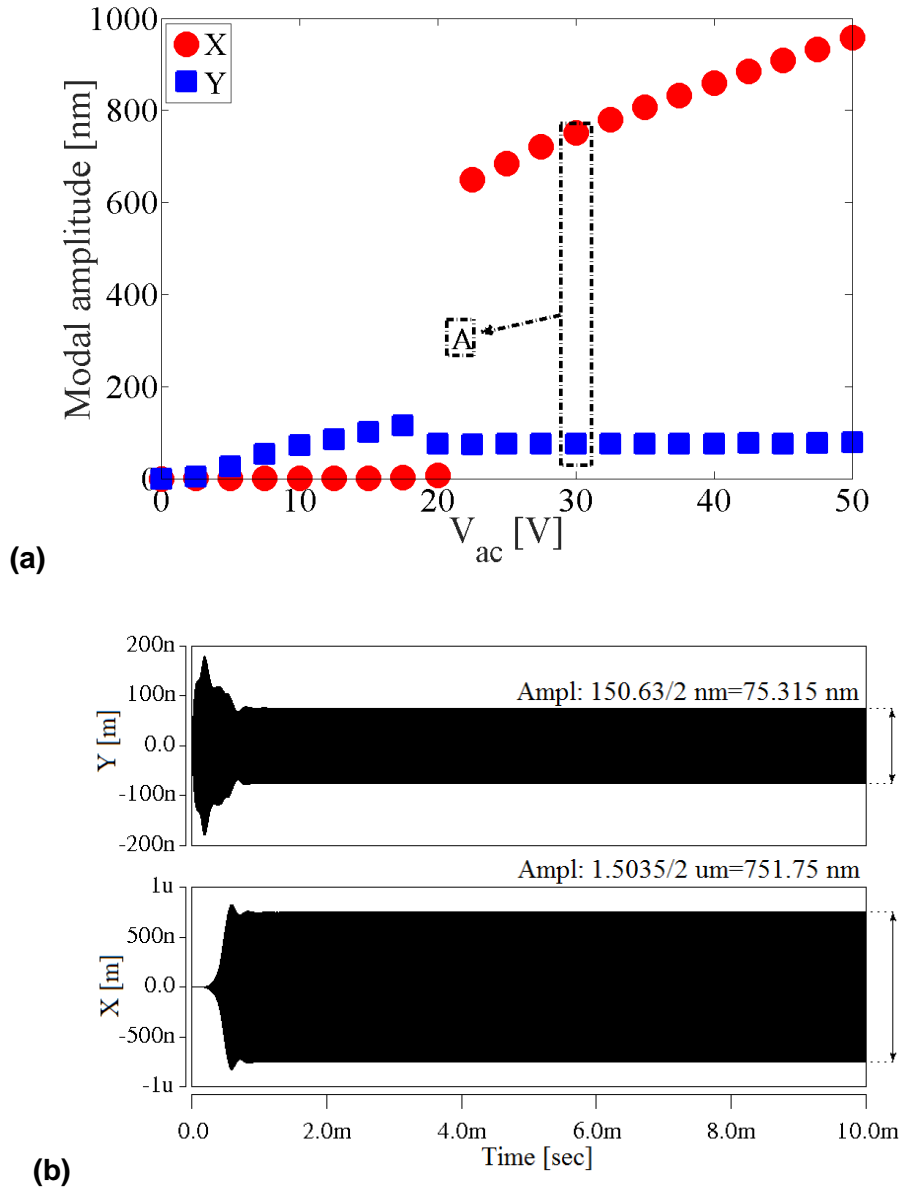 1000
800
600
400
200
0
Modal amplitude [nm]
X
Y
A
0 10 20 30 40 50
V_ac [V]
(a)
200n
100n
0.0
-100n
-200n
Y [m]
Ampl: 150.63/2 nm=75.315 nm
Ampl: 1.5035/2 um=751.75 nm
1u
500n
0.0
-500n
-1u
X [m]
0.0 2.0m 4.0m 6.0m 8.0m 10.0m
Time [sec]
(b)